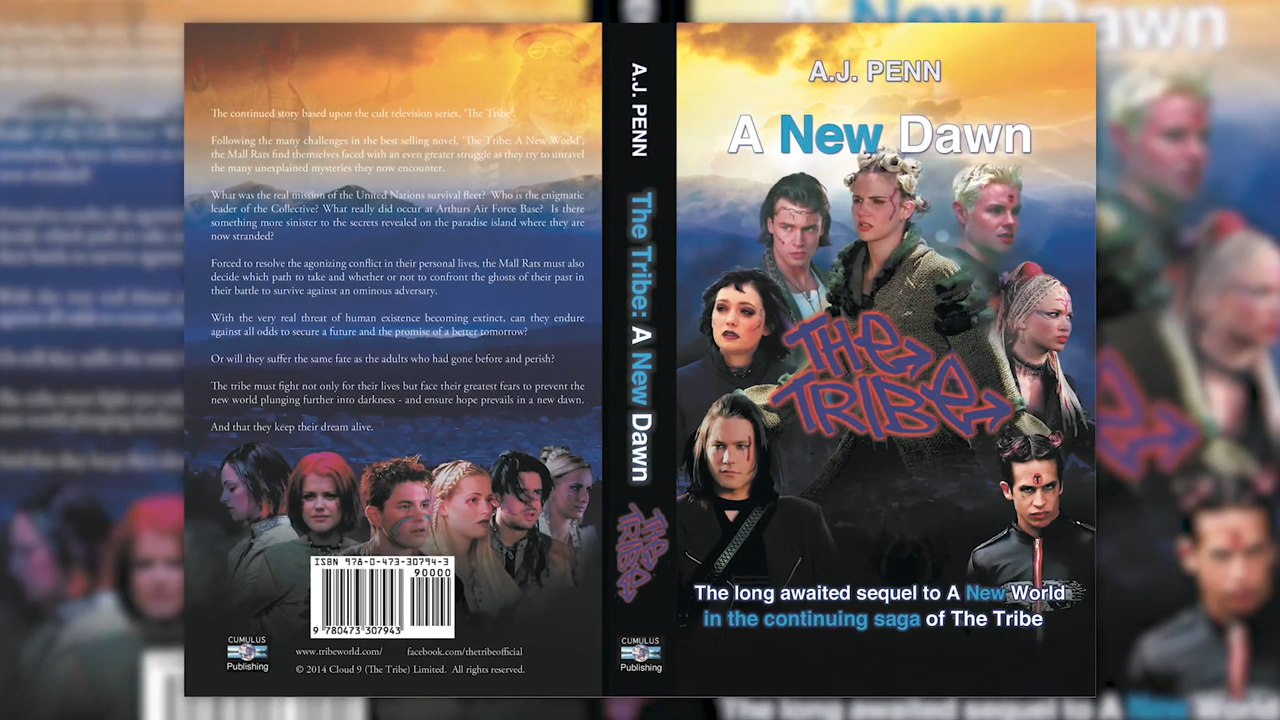 The continued story based upon the cult television series, "The Tribe".
Following the many challenges in the best selling novel, "The Tribe: A New World",
the Mall Rats find themselves faced with an even greater struggle as they try to unravel
the many unexplained mysteries they now encounter.
What was the real mission of the United Nations survival fleet? Who is the enigmatic
leader of the Collective? What really did occur at Arthurs Air Force Base? Is there
something more sinister to the secrets revealed on the paradise island where they are
now stranded?
Forced to resolve the agonizing conflict in their personal lives, the Mall Rats must also
decide which path to take and whether or not to confront the ghosts of their past in
their battle to survive against an ominous adversary.
With the very real threat of human existence becoming extinct, can they endure
against all odds to secure a future and the promise of a better tomorrow?
Or will they suffer the same fate as the adults who had gone before and perish?
The tribe must fight not only for their lives but face their greatest fears to prevent the
new world plunging further into darkness - and ensure hope prevails in a new dawn.
And that they keep their dream alive.
ISBN 978-0-473-30794-3
90000
9 780473 307943
CUMULUS
Publishing
www.tribeworld.com/ facebook.com/thetribeofficial
© 2014 Cloud 9 (The Tribe) Limited. All rights reserved.
A.J. PENN
The Tribe: A New Dawn
THE
TRIBE
CUMULUS
Publishing
A.J. PENN
A New Dawn
THE
TRIBE
The long awaited sequel to A New World
in the continuing saga of The Tribe